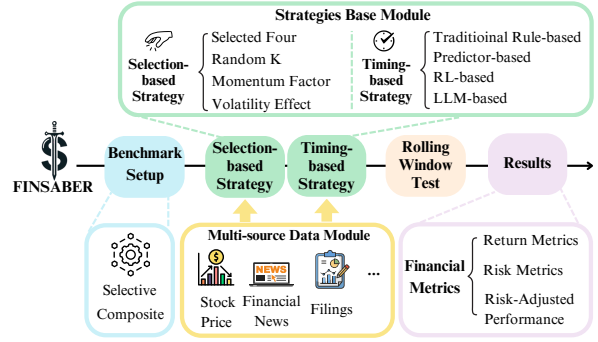 Strategies Base Module
Selection-
based
Strategy
Selected Four
Random K
Momentum Factor
Volatility Effect
Timing-
based
Strategy
Traditioinal Rule-based
Predictor-based
RL-based
LLM-based
FINSABER
Benchmark
Setup
Selection-
based
Strategy
Timing-
based
Strategy
Rolling
Window
Test
Results
Selective
Composite
Multi-source Data Module
Stock
Price
NEWS
Financial
News
Filings
...
Financial
Metrics
Return Metrics
Risk Metrics
Risk-Adjusted
Performance